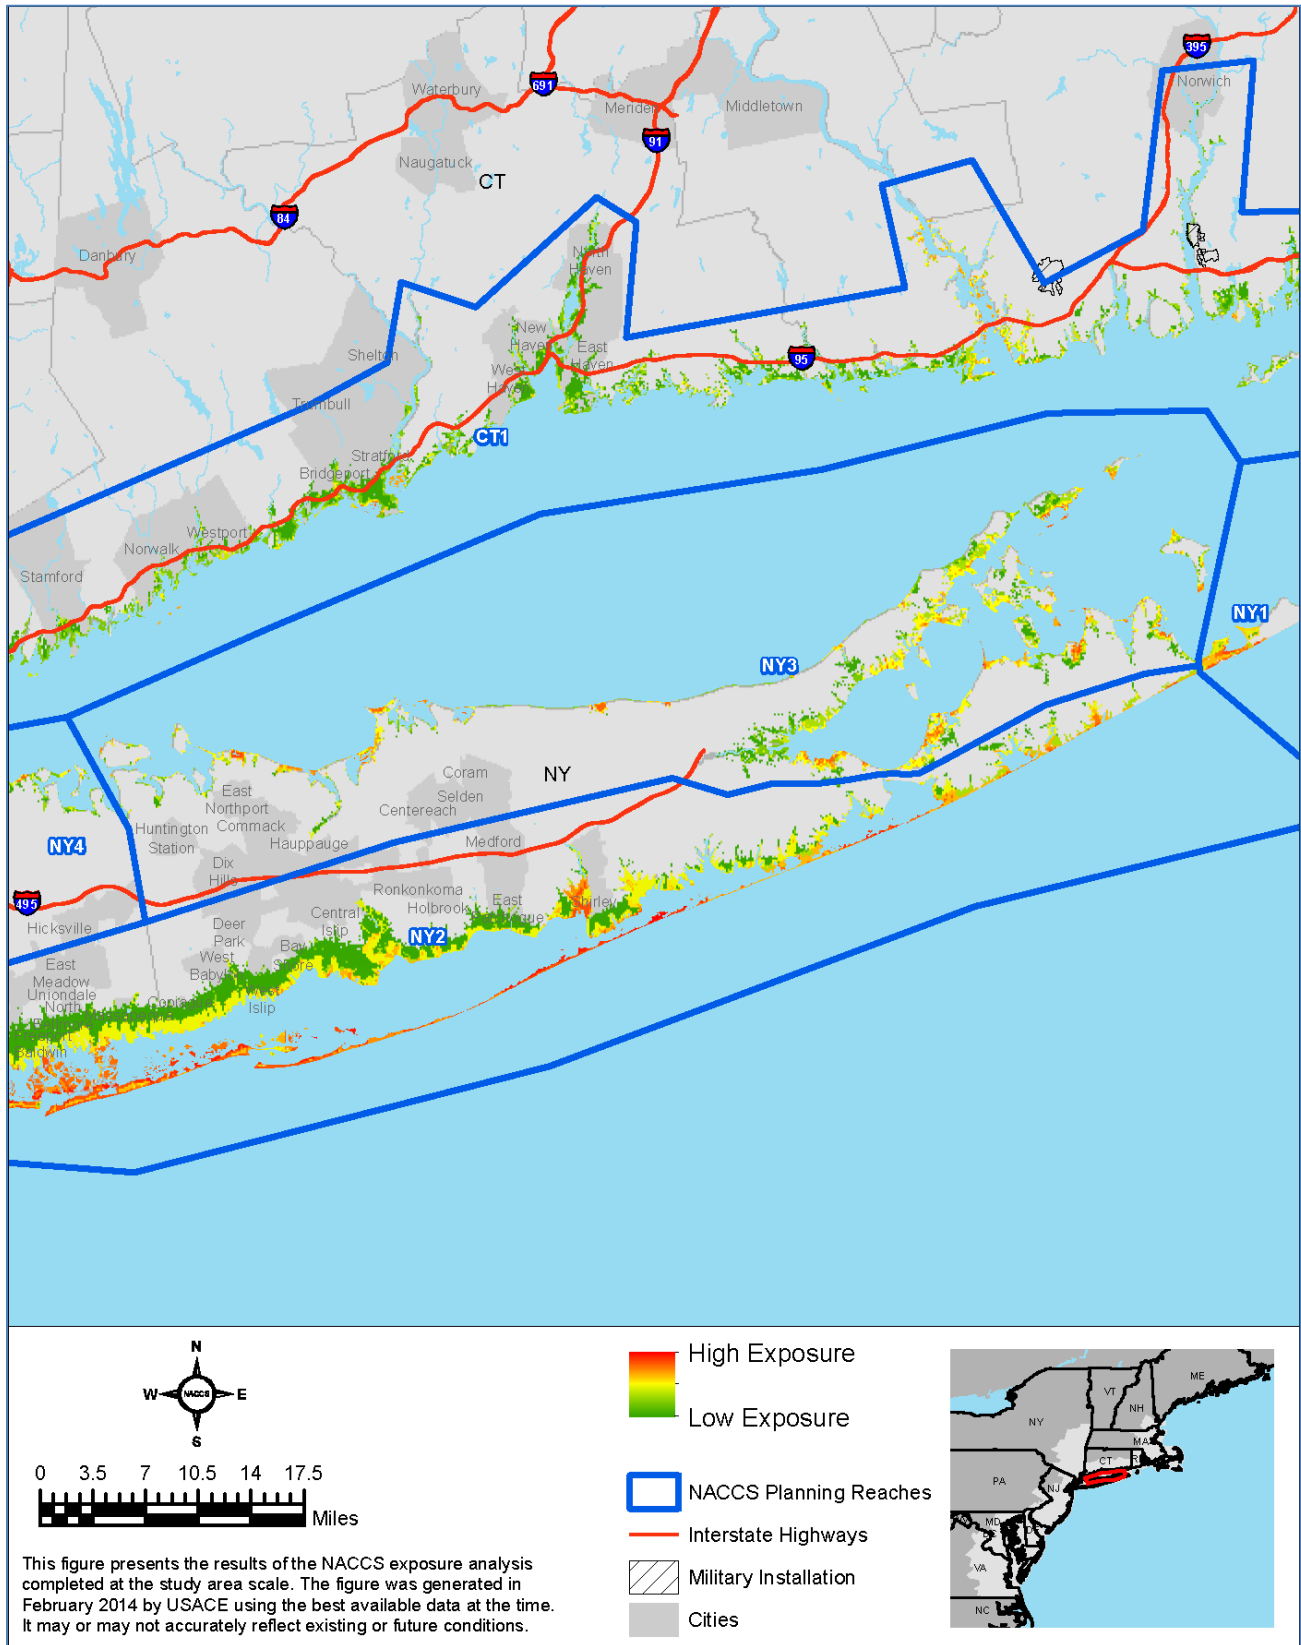 395
Norwich
Waterbury
691
Meriden
Middletown
91
Naugatuck
CT
84
Danbury
North
Haven
New
Haven
East
Haven
West
Haven
95
Shelton
Trumbull
CT1
Stratford
Bridgeport
Westport
Norwalk
Stamford
NY1
NY3
Coram
NY
Selden
Centereach
East
Northport
Commack
Huntington
Station
Hauppauge
Medford
NY4
Dix
Hills
495
Ronkonkoma
Holbrook
East
Shirley
Hicksville
Deer
Park
Central
Islip
NY2
West
Bay
Shore
East
Meadow
Uniondale
North
West
Islip
Baldwin
N
W NACCS E
S
0 3.5 7 10.5 14 17.5
Miles
This figure presents the results of the NACCS exposure analysis
completed at the study area scale. The figure was generated in
February 2014 by USACE using the best available data at the time.
It may or may not accurately reflect existing or future conditions.
High Exposure
Low Exposure
NACCS Planning Reaches
Interstate Highways
Military Installation
Cities
ME
VT
NH
NY
MA
CT
PA
NJ
MD
VA
NC